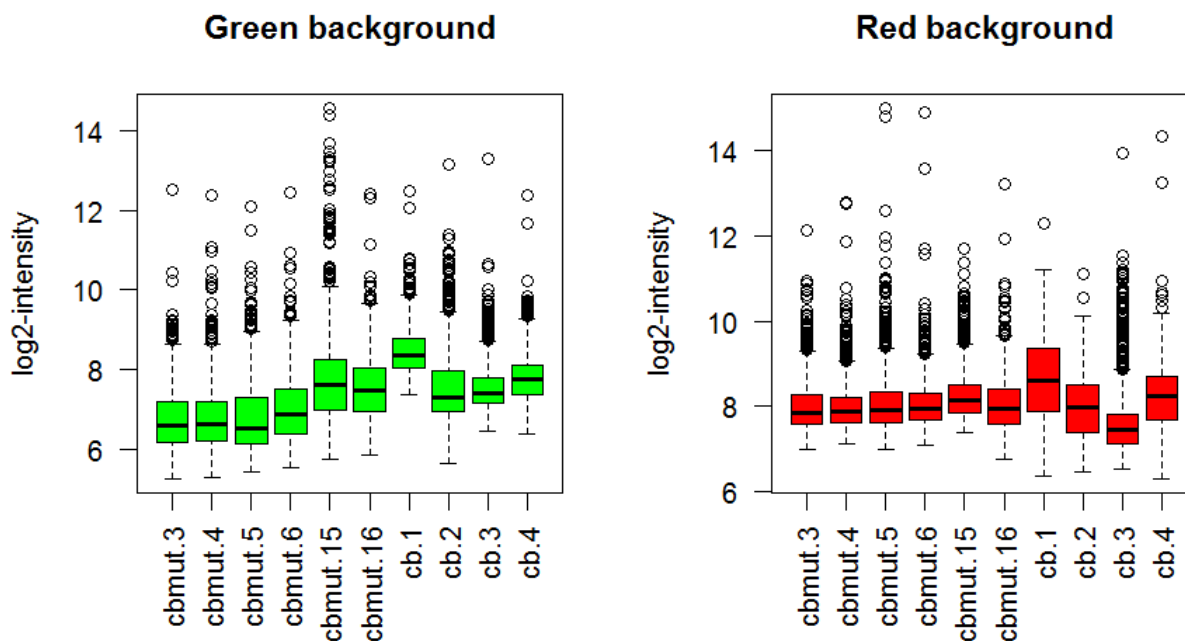 Green background
log2-intensity
14
12
10
8
6
cbmut.3
cbmut.4
cbmut.5
cbmut.6
cbmut.15
cbmut.16
cb.1
cb.2
cb.3
cb.4
Red background
log2-intensity
14
12
10
8
6
cbmut.3
cbmut.4
cbmut.5
cbmut.6
cbmut.15
cbmut.16
cb.1
cb.2
cb.3
cb.4